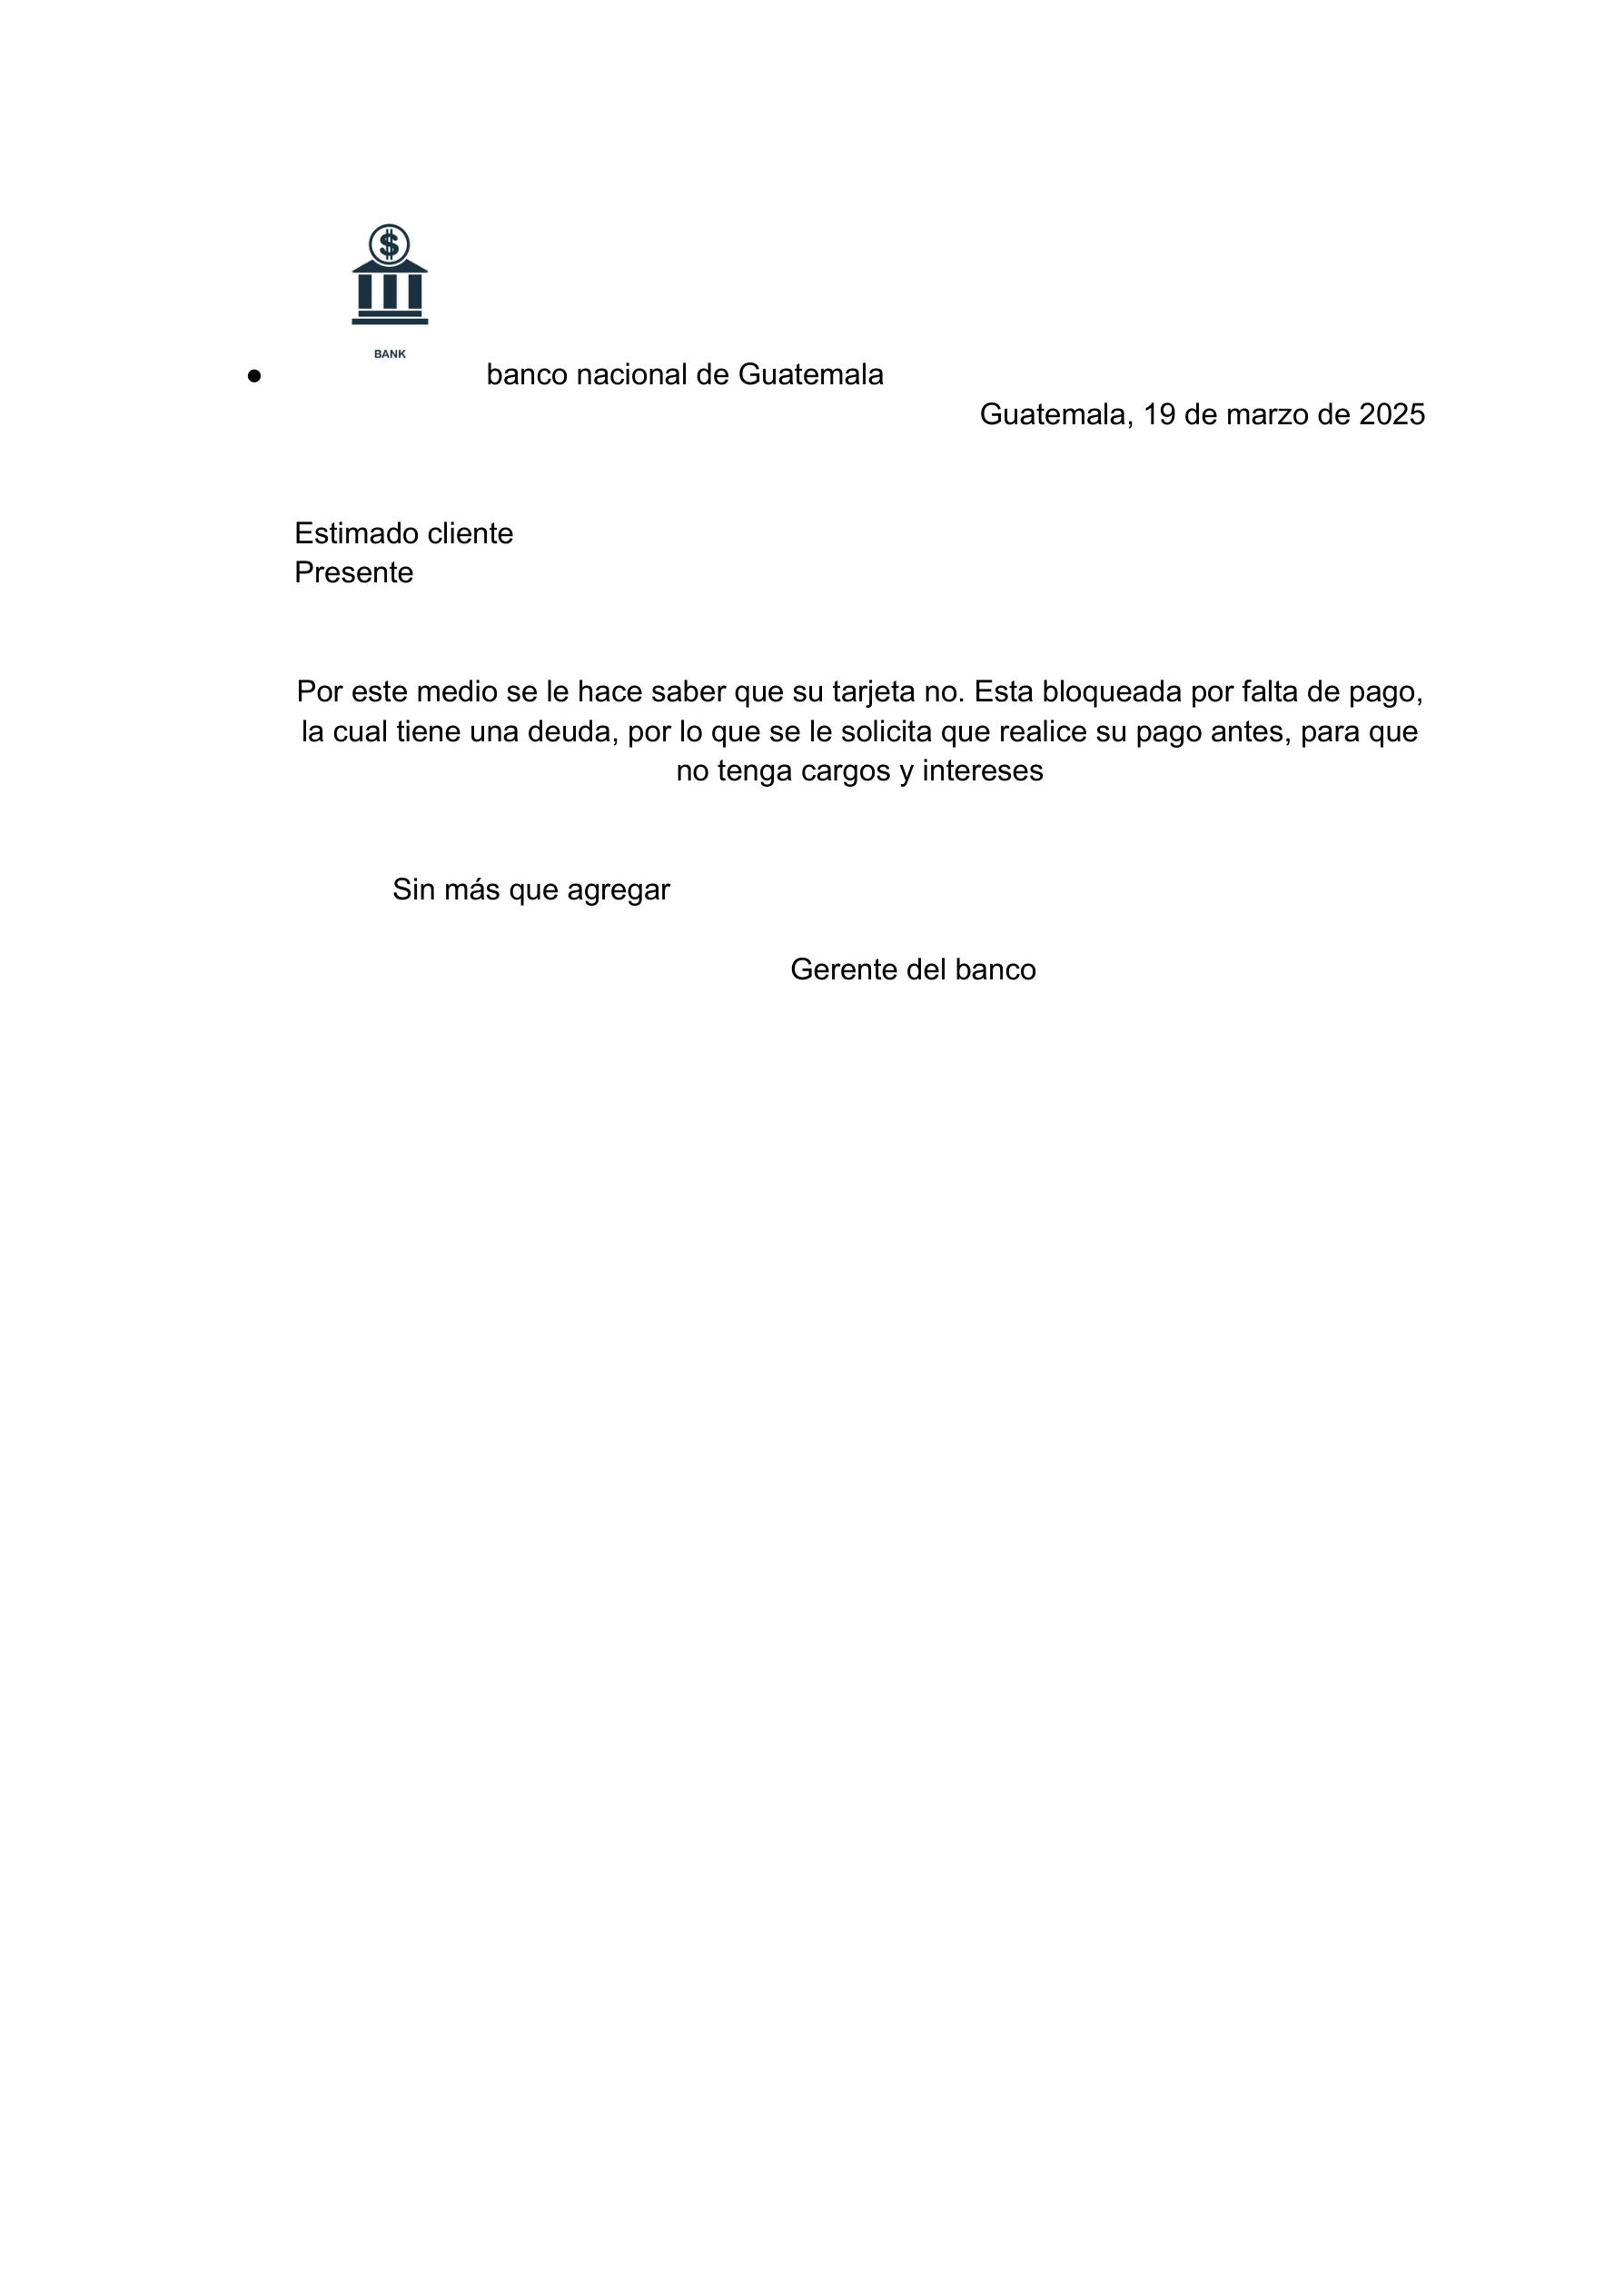 $
BANK
● banco nacional de Guatemala
Guatemala, 19 de marzo de 2025
Estimado cliente
Presente
Por este medio se le hace saber que su tarjeta no. Esta bloqueada por falta de pago,
la cual tiene una deuda, por lo que se le solicita que realice su pago antes, para que
no tenga cargos y intereses
Sin más que agregar
Gerente del banco